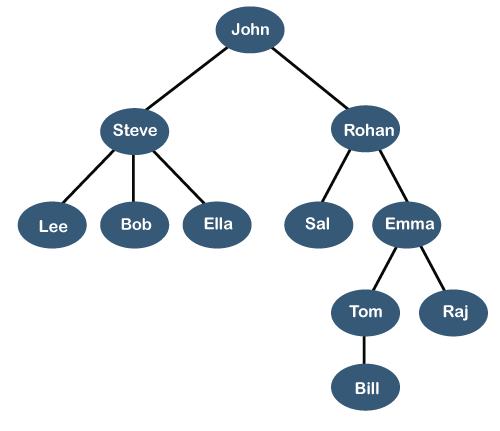 John
Steve
Rohan
Lee
Bob
Ella
Sal
Emma
Tom
Raj
Bill